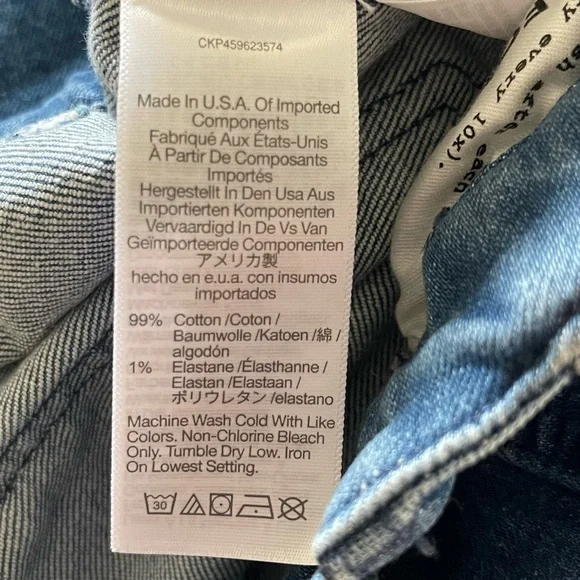 CKP459623574
Made In U.S.A. Of Imported
Components
Fabriqué Aux États-Unis
À Partir De Composants
Importés
Hergestellt In Den Usa Aus
Importierten Komponenten
Vervaardigd In De Vs Van
Geïmporteerde Componenten
アメリカ製
hecho en e.u.a. con insumos
importados
99% Cotton /Coton /
Baumwolle /Katoen /綿 /
algodón
1% Elastane /Élasthanne /
Elastan /Elastaan /
ポリウレタン /elastano
Machine Wash Cold With Like
Colors. Non-Chlorine Bleach
Only. Tumble Dry Low. Iron
On Lowest Setting.
30
each
every 10x).